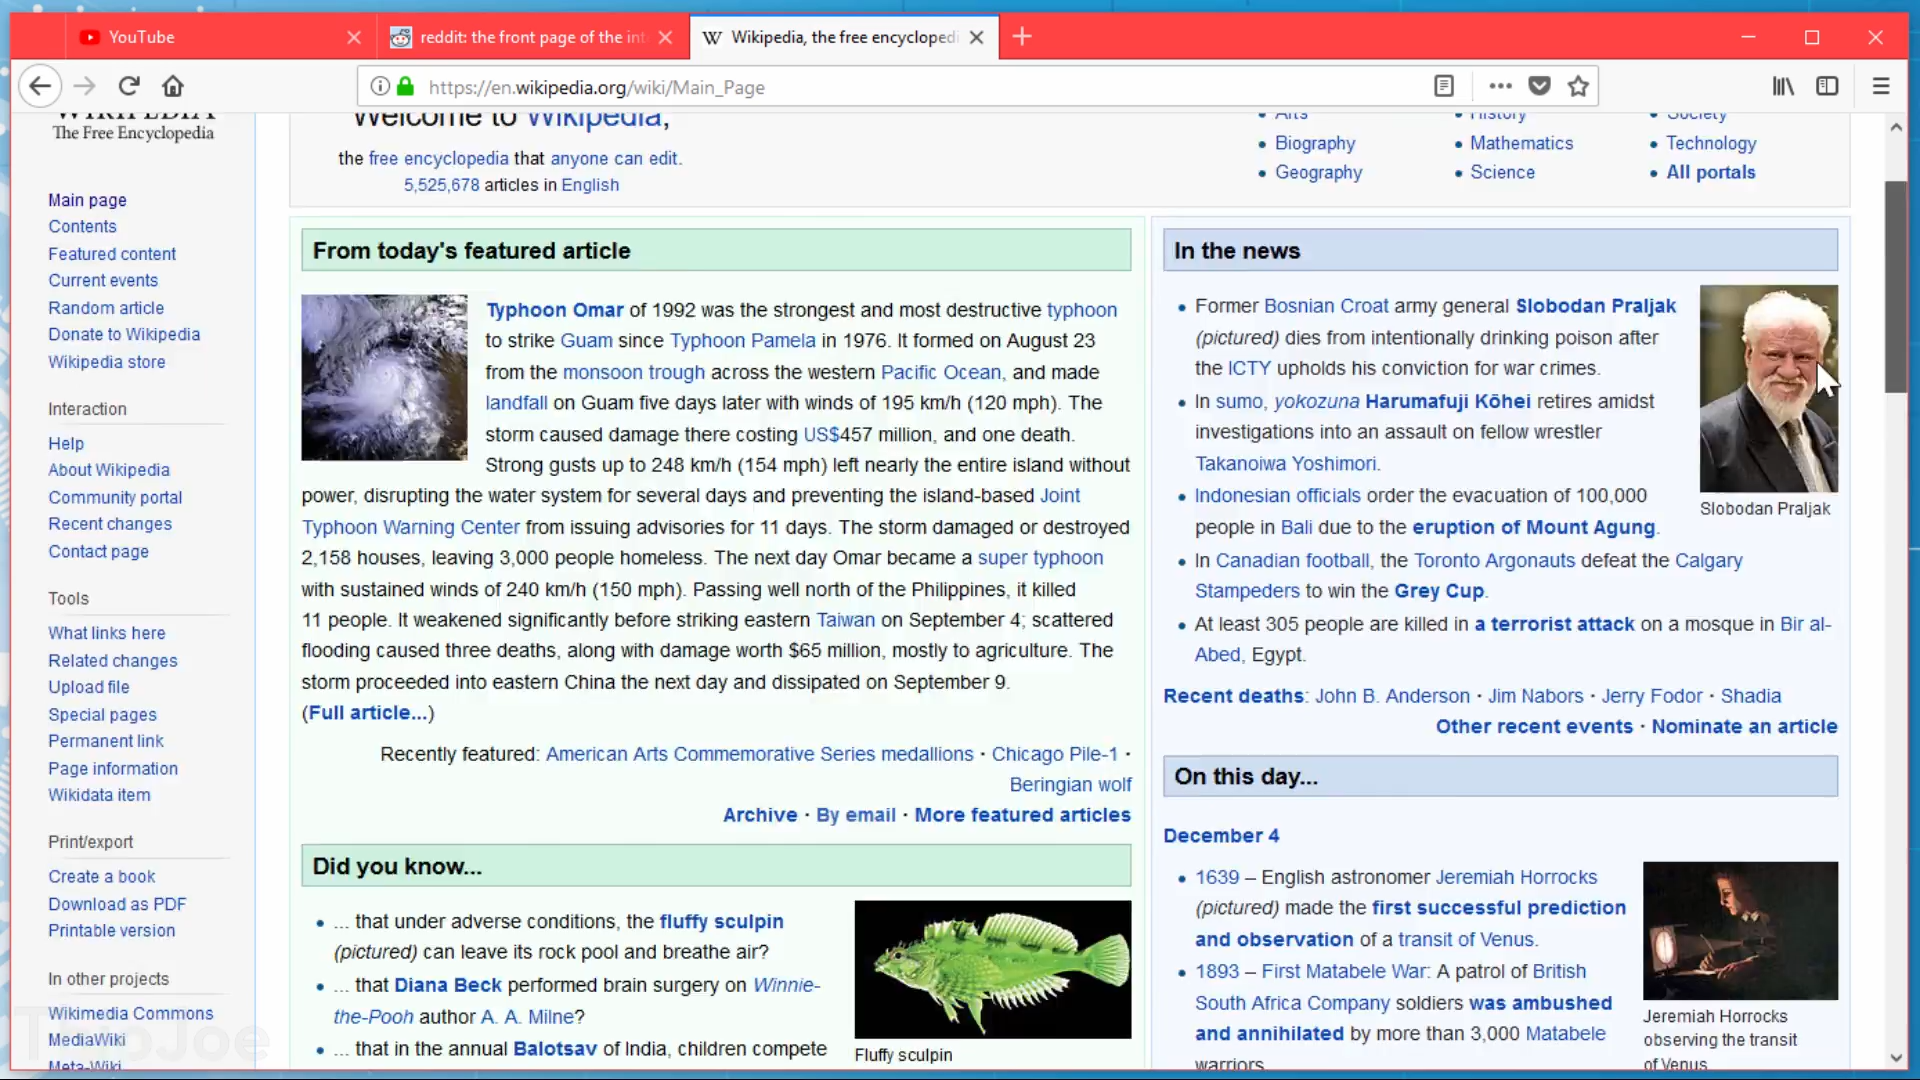 YouTube
reddit: the front page of the int
Wikipedia, the free encyclopedi
https://en.wikipedia.org/wiki/Main_Page
WIKIPEDIA
The Free Encyclopedia
Main page
Contents
Featured content
Current events
Random article
Donate to Wikipedia
Wikipedia store
Interaction
Help
About Wikipedia
Community portal
Recent changes
Contact page
Tools
What links here
Related changes
Upload file
Special pages
Permanent link
Page information
Wikidata item
Print/export
Create a book
Download as PDF
Printable version
In other projects
Wikimedia Commons
MediaWiki
Meta-Wiki
ThioJoe
Welcome to Wikipedia,
the free encyclopedia that anyone can edit.
5,525,678 articles in English
• Arts
• Biography
• Geography
• History
• Mathematics
• Science
• Society
• Technology
• All portals
From today's featured article
Typhoon Omar of 1992 was the strongest and most destructive typhoon
to strike Guam since Typhoon Pamela in 1976. It formed on August 23
from the monsoon trough across the western Pacific Ocean, and made
landfall on Guam five days later with winds of 195 km/h (120 mph). The
storm caused damage there costing US$457 million, and one death.
Strong gusts up to 248 km/h (154 mph) left nearly the entire island without
power, disrupting the water system for several days and preventing the island-based Joint
Typhoon Warning Center from issuing advisories for 11 days. The storm damaged or destroyed
2,158 houses, leaving 3,000 people homeless. The next day Omar became a super typhoon
with sustained winds of 240 km/h (150 mph). Passing well north of the Philippines, it killed
11 people. It weakened significantly before striking eastern Taiwan on September 4; scattered
flooding caused three deaths, along with damage worth $65 million, mostly to agriculture. The
storm proceeded into eastern China the next day and dissipated on September 9.
(Full article...)
Recently featured: American Arts Commemorative Series medallions · Chicago Pile-1 ·
Beringian wolf
Archive · By email · More featured articles
Did you know...
• ... that under adverse conditions, the fluffy sculpin
(pictured) can leave its rock pool and breathe air?
• ... that Diana Beck performed brain surgery on Winnie-
the-Pooh author A. A. Milne?
• ... that in the annual Balotsav of India, children compete
Fluffy sculpin
In the news
• Former Bosnian Croat army general Slobodan Praljak
(pictured) dies from intentionally drinking poison after
the ICTY upholds his conviction for war crimes.
• In sumo, yokozuna Harumafuji Kōhei retires amidst
investigations into an assault on fellow wrestler
Takanoiwa Yoshimori.
• Indonesian officials order the evacuation of 100,000
people in Bali due to the eruption of Mount Agung.
• In Canadian football, the Toronto Argonauts defeat the Calgary
Stampeders to win the Grey Cup.
• At least 305 people are killed in a terrorist attack on a mosque in Bir al-
Abed, Egypt.
Slobodan Praljak
Recent deaths: John B. Anderson · Jim Nabors · Jerry Fodor · Shadia
Other recent events · Nominate an article
On this day...
December 4
• 1639 – English astronomer Jeremiah Horrocks
(pictured) made the first successful prediction
and observation of a transit of Venus.
• 1893 – First Matabele War: A patrol of British
South Africa Company soldiers was ambushed
and annihilated by more than 3,000 Matabele
warriors.
Jeremiah Horrocks
observing the transit
of Venus